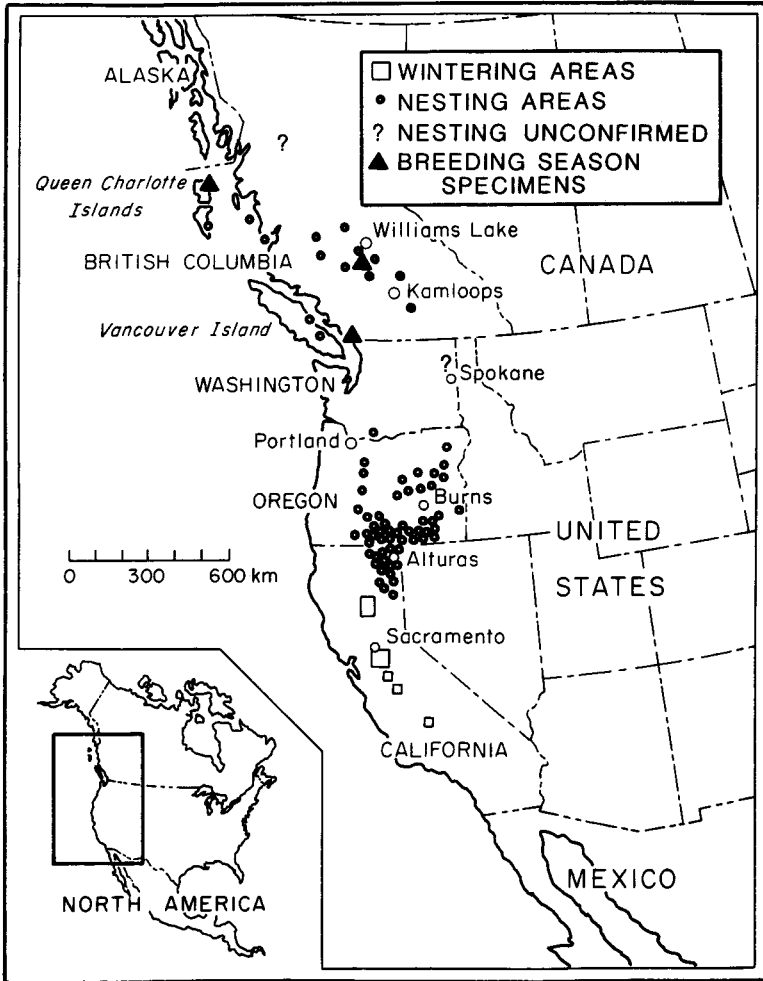 ALASKA
WINTERING AREAS
NESTING AREAS
? NESTING UNCONFIRMED
BREEDING SEASON
SPECIMENS
?
Queen Charlotte
Islands
Williams Lake
BRITISH COLUMBIA
CANADA
Kamloops
Vancouver Island
?
Spokane
WASHINGTON
Portland
OREGON
Burns
UNITED
STATES
Alturas
0 300 600 km
Sacramento
CALIFORNIA
MEXICO
NORTH AMERICA